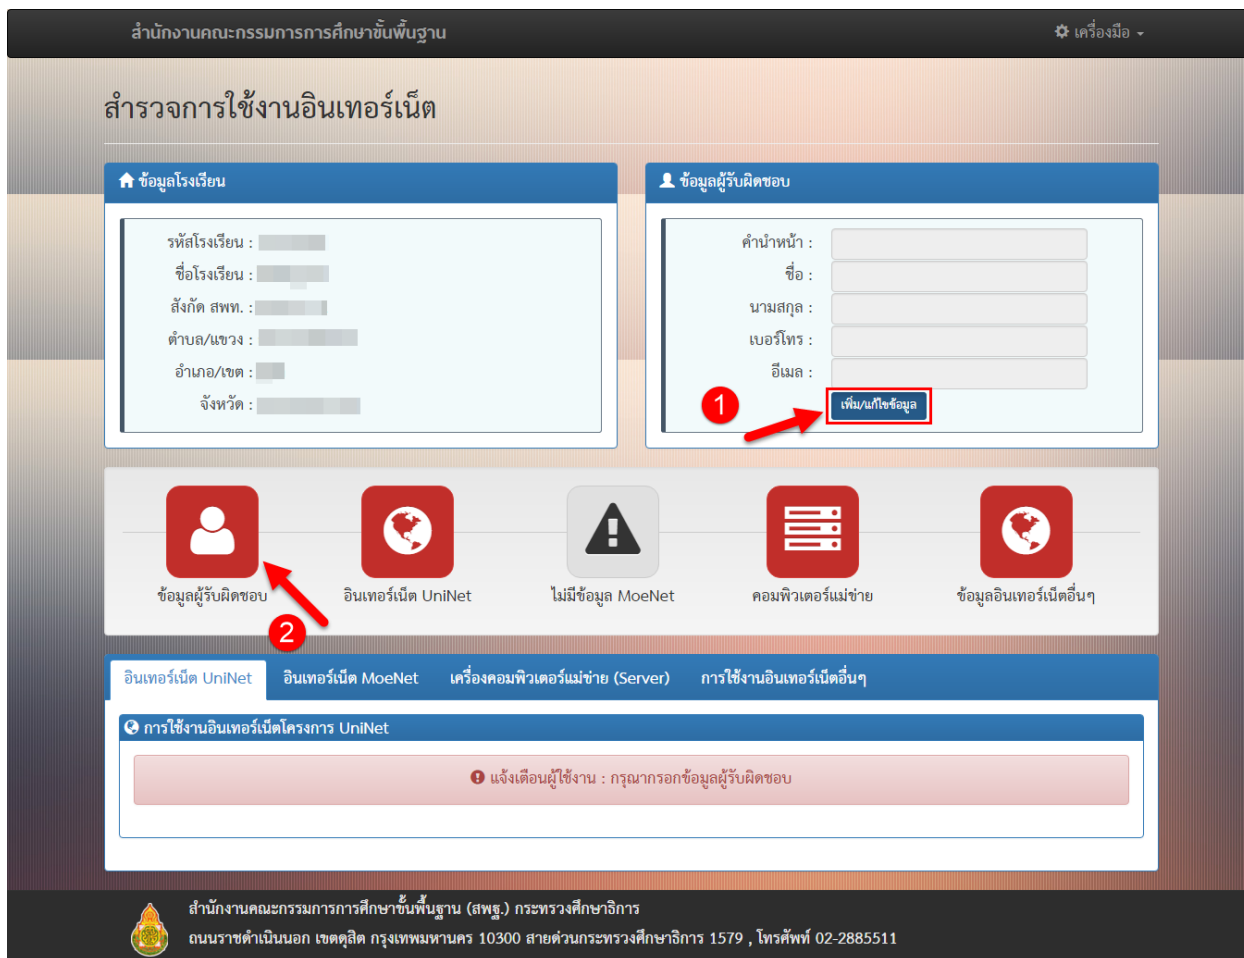 สำนักงานคณะกรรมการการศึกษาขั้นพื้นฐาน
เครื่องมือ
สำรวจการใช้งานอินเทอร์เน็ต
ข้อมูลโรงเรียน
รหัสโรงเรียน :
ชื่อโรงเรียน :
สังกัด สพท. :
ตำบล/แขวง :
อำเภอ/เขต :
จังหวัด :
ข้อมูลผู้รับผิดชอบ
คำนำหน้า :
ชื่อ :
นามสกุล :
เบอร์โทร :
อีเมล :
1
เพิ่ม/แก้ไขข้อมูล
ข้อมูลผู้รับผิดชอบ
อินเทอร์เน็ต UniNet
ไม่มีข้อมูล MoeNet
คอมพิวเตอร์แม่ข่าย
ข้อมูลอินเทอร์เน็ตอื่นๆ
2
อินเทอร์เน็ต UniNet
อินเทอร์เน็ต MoeNet
เครื่องคอมพิวเตอร์แม่ข่าย (Server)
การใช้งานอินเทอร์เน็ตอื่นๆ
การใช้งานอินเทอร์เน็ตโครงการ UniNet
แจ้งเตือนผู้ใช้งาน : กรุณากรอกข้อมูลผู้รับผิดชอบ
สำนักงานคณะกรรมการการศึกษาขั้นพื้นฐาน (สพฐ.) กระทรวงศึกษาธิการ
ถนนราชดำเนินนอก เขตดุสิต กรุงเทพมหานคร 10300 สายด่วนกระทรวงศึกษาธิการ 1579 , โทรศัพท์ 02-2885511